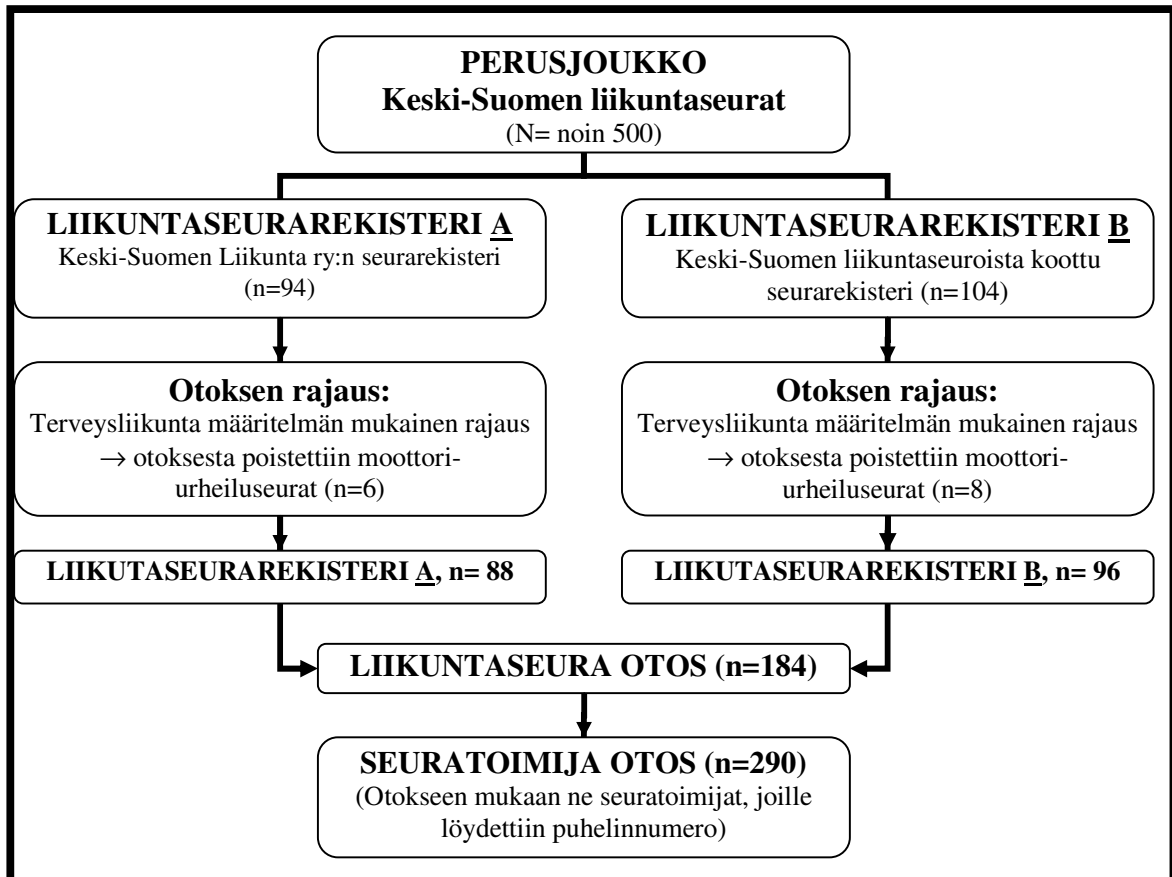 PERUSJOUKKO
Keski-Suomen liikuntaseurat
(N= noin 500)
LIIKUNTASEURAREKISTERI A
Keski-Suomen Liikunta ry:n seurarekisteri
(n=94)
LIIKUNTASEURAREKISTERI B
Keski-Suomen liikuntaseuroista koottu
seurarekisteri (n=104)
Otoksen rajaus:
Terveysliikunta määritelmän mukainen rajaus
→ otoksesta poistettiin moottori-
urheiluseurat (n=6)
Otoksen rajaus:
Terveysliikunta määritelmän mukainen rajaus
→ otoksesta poistettiin moottori-
urheiluseurat (n=8)
LIIKUTASEURAREKISTERI A, n= 88
LIIKUTASEURAREKISTERI B, n= 96
LIIKUNTASEURA OTOS (n=184)
SEURATOIMIJA OTOS (n=290)
(Otokseen mukaan ne seuratoimijat, joille
löydettiin puhelinnumero)